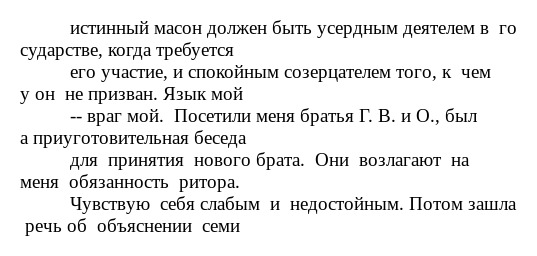 истинный масон должен быть усердным деятелем в го
сударстве, когда требуется
его участие, и спокойным созерцателем того, к чем
у он не призван. Язык мой
-- враг мой. Посетили меня братья Г. В. и О., был
а приуготовительная беседа
для принятия нового брата. Они возлагают на
меня обязанность ритора.
Чувствую себя слабым и недостойным. Потом зашла
речь об объяснении семи